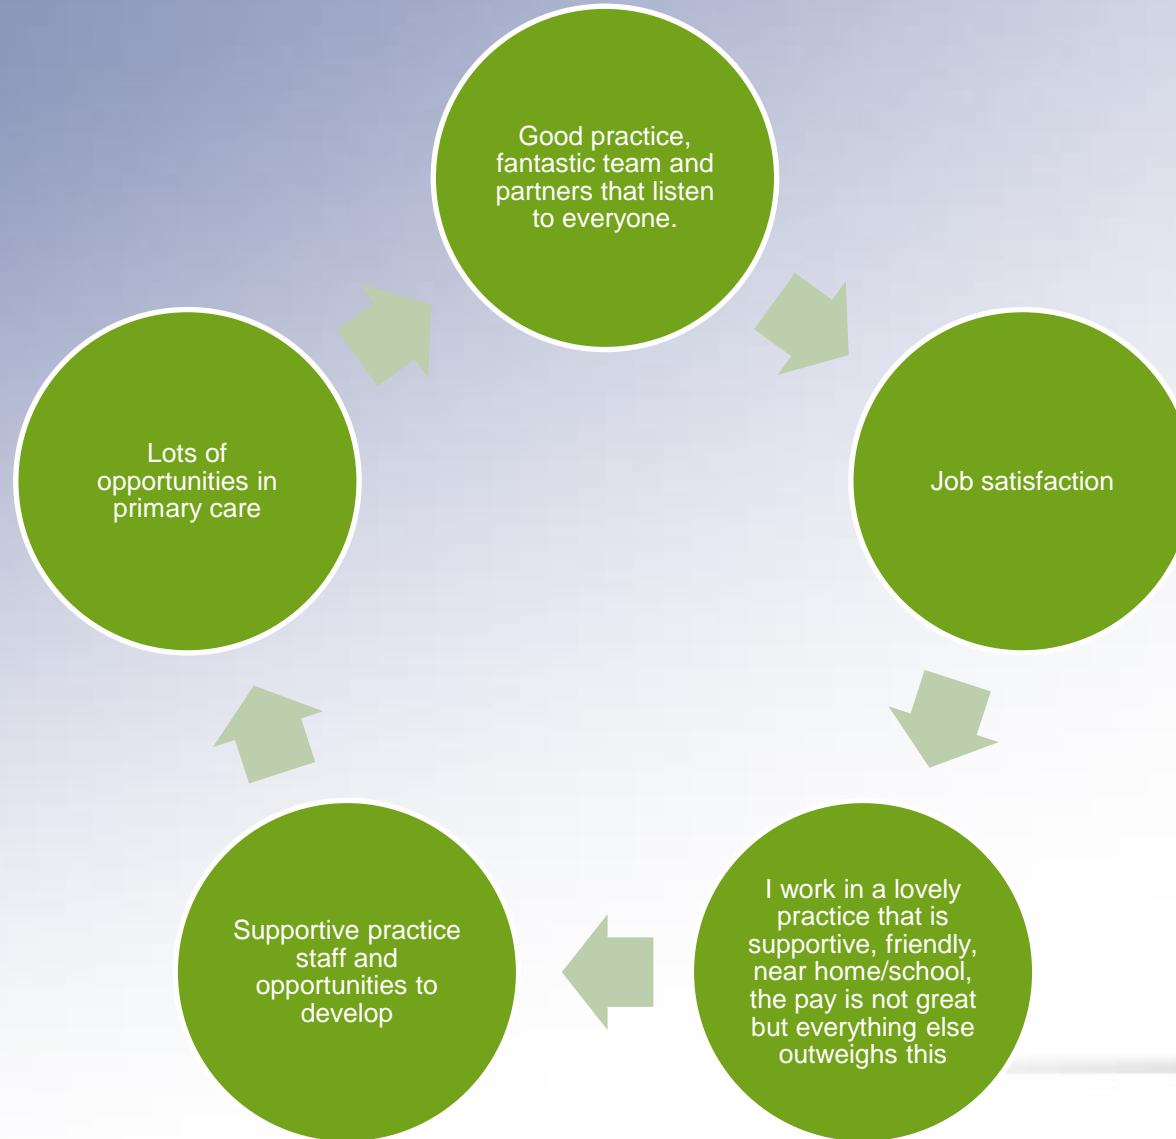 Good practice,
fantastic team and
partners that listen
to everyone.
Job satisfaction
I work in a lovely
practice that is
supportive, friendly,
near home/school,
the pay is not great
but everything else
outweighs this
Supportive practice
staff and
opportunities to
develop
Lots of
opportunities in
primary care